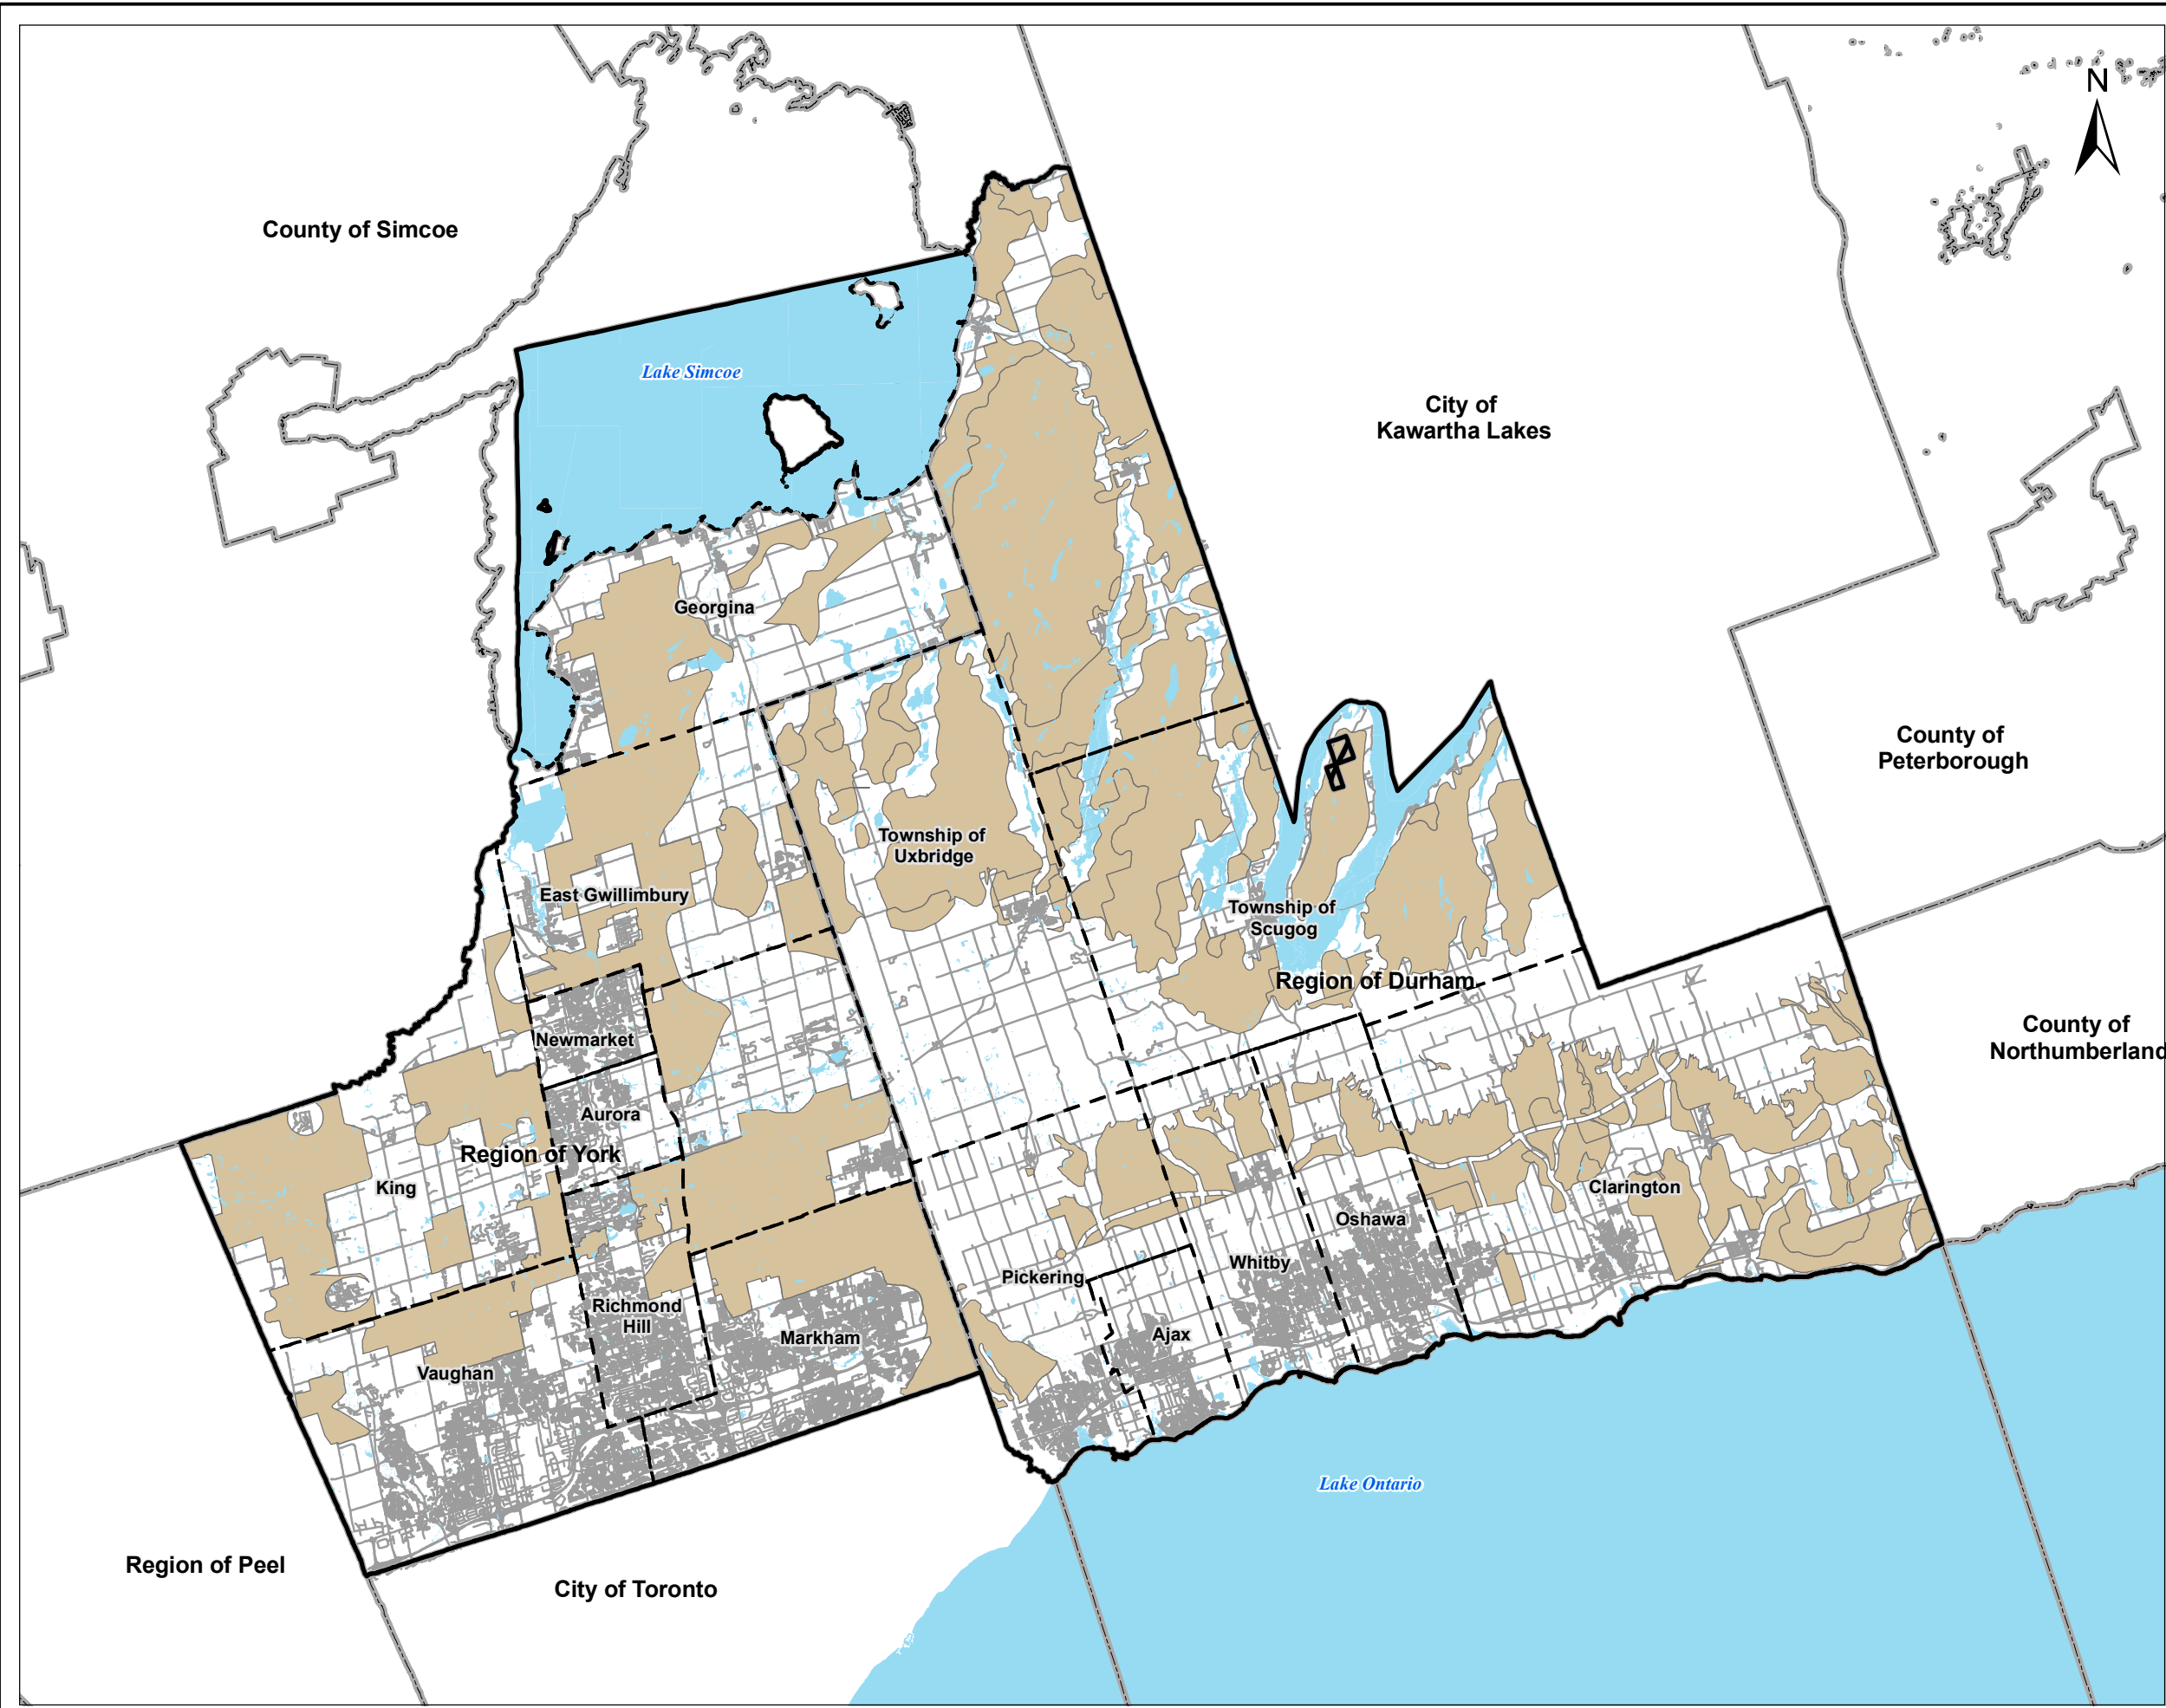 N
County of Simcoe
Lake Simcoe
City of
Kawartha Lakes
Georgina
County of
Peterborough
Township of
Uxbridge
East Gwillimbury
Township of
Scugog
Region of Durham
Newmarket
County of
Northumberland
Aurora
Region of York
King
Clarington
Oshawa
Whitby
Pickering
Richmond
Hill
Markham
Ajax
Vaughan
Lake Ontario
Region of Peel
City of Toronto